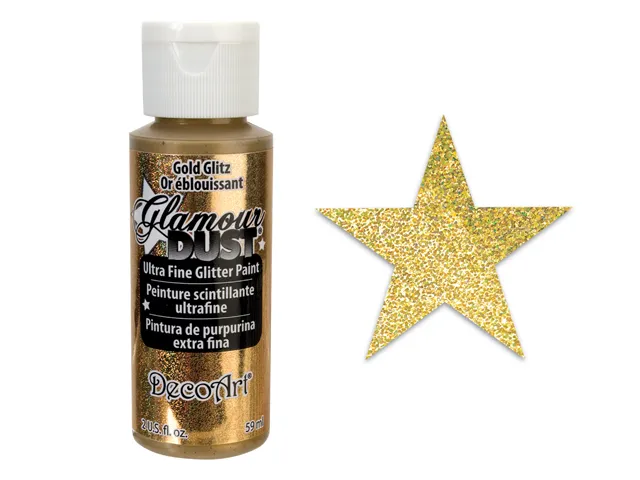 Gold Glitz
Or éblouissant
Glamour
DUST®
Ultra Fine Glitter Paint
Peinture scintillante
ultrafine
Pintura de purpurina
extra fina
DecoArt®
2 U.S. fl. oz. 59 ml